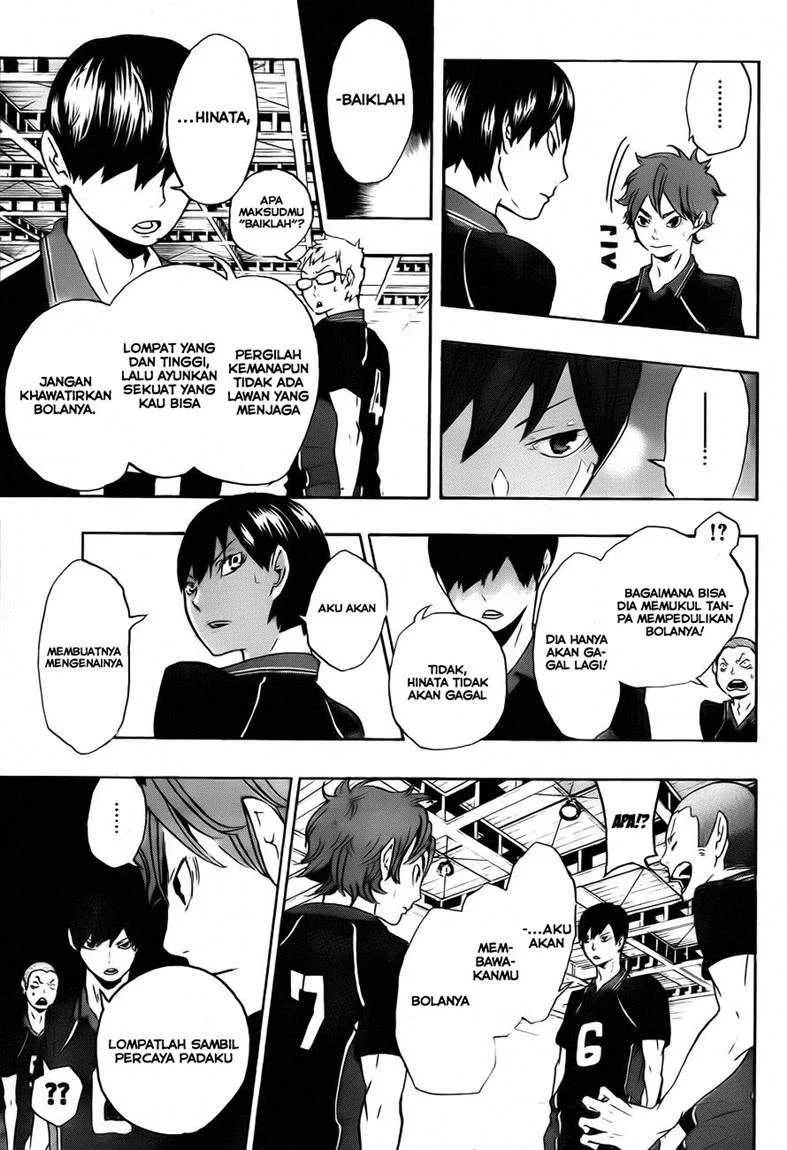 ………
-BAIKLAH
...HINATA,
APA
MAKSUDMU
"BAIKLAH"?
PERGILAH
KEMANAPUN
TIDAK ADA
LAWAN YANG
MENJAGA
LOMPAT YANG
DAN TINGGI,
LALU AYUNKAN
SEKUAT YANG
KAU BISA
JANGAN
KHAWATIRKAN
BOLANYA.
!?
BAGAIMANA BISA
DIA MEMUKUL TAN-
PA MEMPEDULIKAN
BOLANYA!
DIA HANYA
AKAN GA-
GAL LAGI!
TIDAK,
HINATA TIDAK
AKAN GAGAL
AKU AKAN
MEMBUATNYA
MENGENAINYA
APA!?
-...AKU
AKAN
MEM-
BAWA-
KANMU
BOLANYA
6
7
………
LOMPATLAH SAMBIL
PERCAYA PADAKU
??